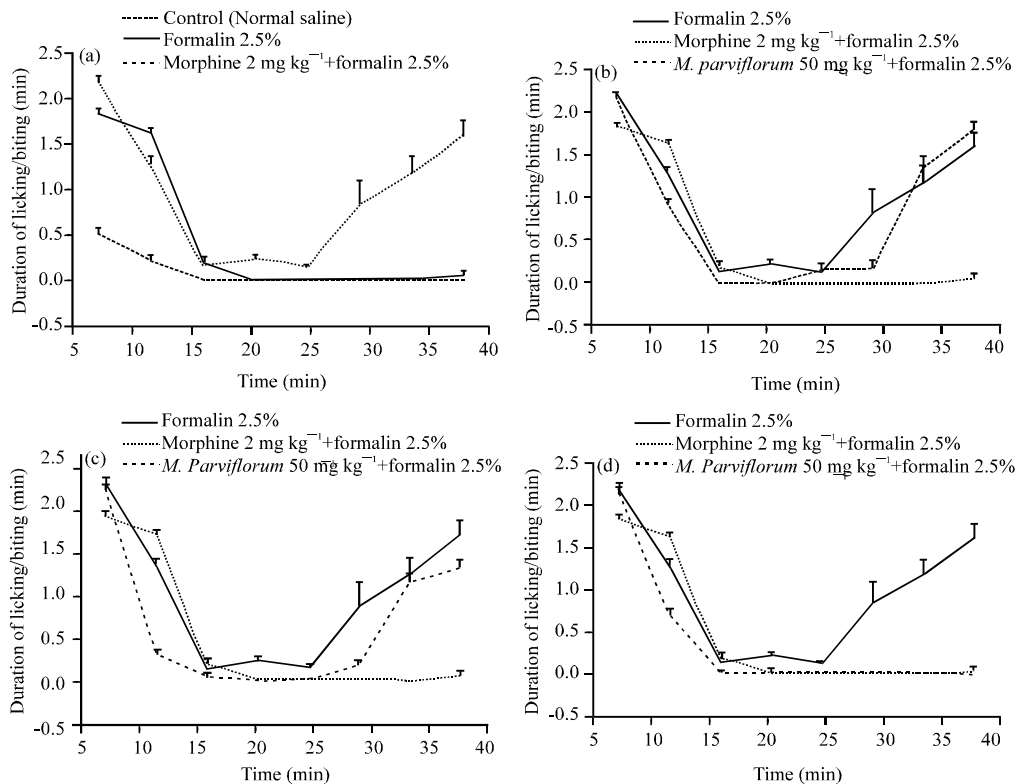 Control (Normal saline)
Formalin 2.5%
Morphine 2 mg kg⁻¹+formalin 2.5%
(a)
Duration of licking/biting (min)
2.5
2.0
1.5
1.0
0.5
0.0
-0.5
5 10 15 20 25 30 35 40
Time (min)
Formalin 2.5%
Morphine 2 mg kg⁻¹+formalin 2.5%
M. parviflorum 50 mg kg⁻¹+formalin 2.5%
(b)
Duration of licking/biting (min)
2.5
2.0
1.5
1.0
0.5
0.0
-0.5
5 10 15 20 25 30 35 40
Time (min)
Formalin 2.5%
Morphine 2 mg kg⁻¹+formalin 2.5%
M. Parviflorum 50 mg kg⁻¹+formalin 2.5%
(c)
Duration of licking/biting (min)
2.5
2.0
1.5
1.0
0.5
0.0
-0.5
5 10 15 20 25 30 35 40
Time (min)
Formalin 2.5%
Morphine 2 mg kg⁻¹+formalin 2.5%
M. Parviflorum 50 mg kg⁻¹+formalin 2.5%
(d)
Duration of licking/biting (min)
2.5
2.0
1.5
1.0
0.5
0.0
-0.5
5 10 15 20 25 30 35 40
Time (min)